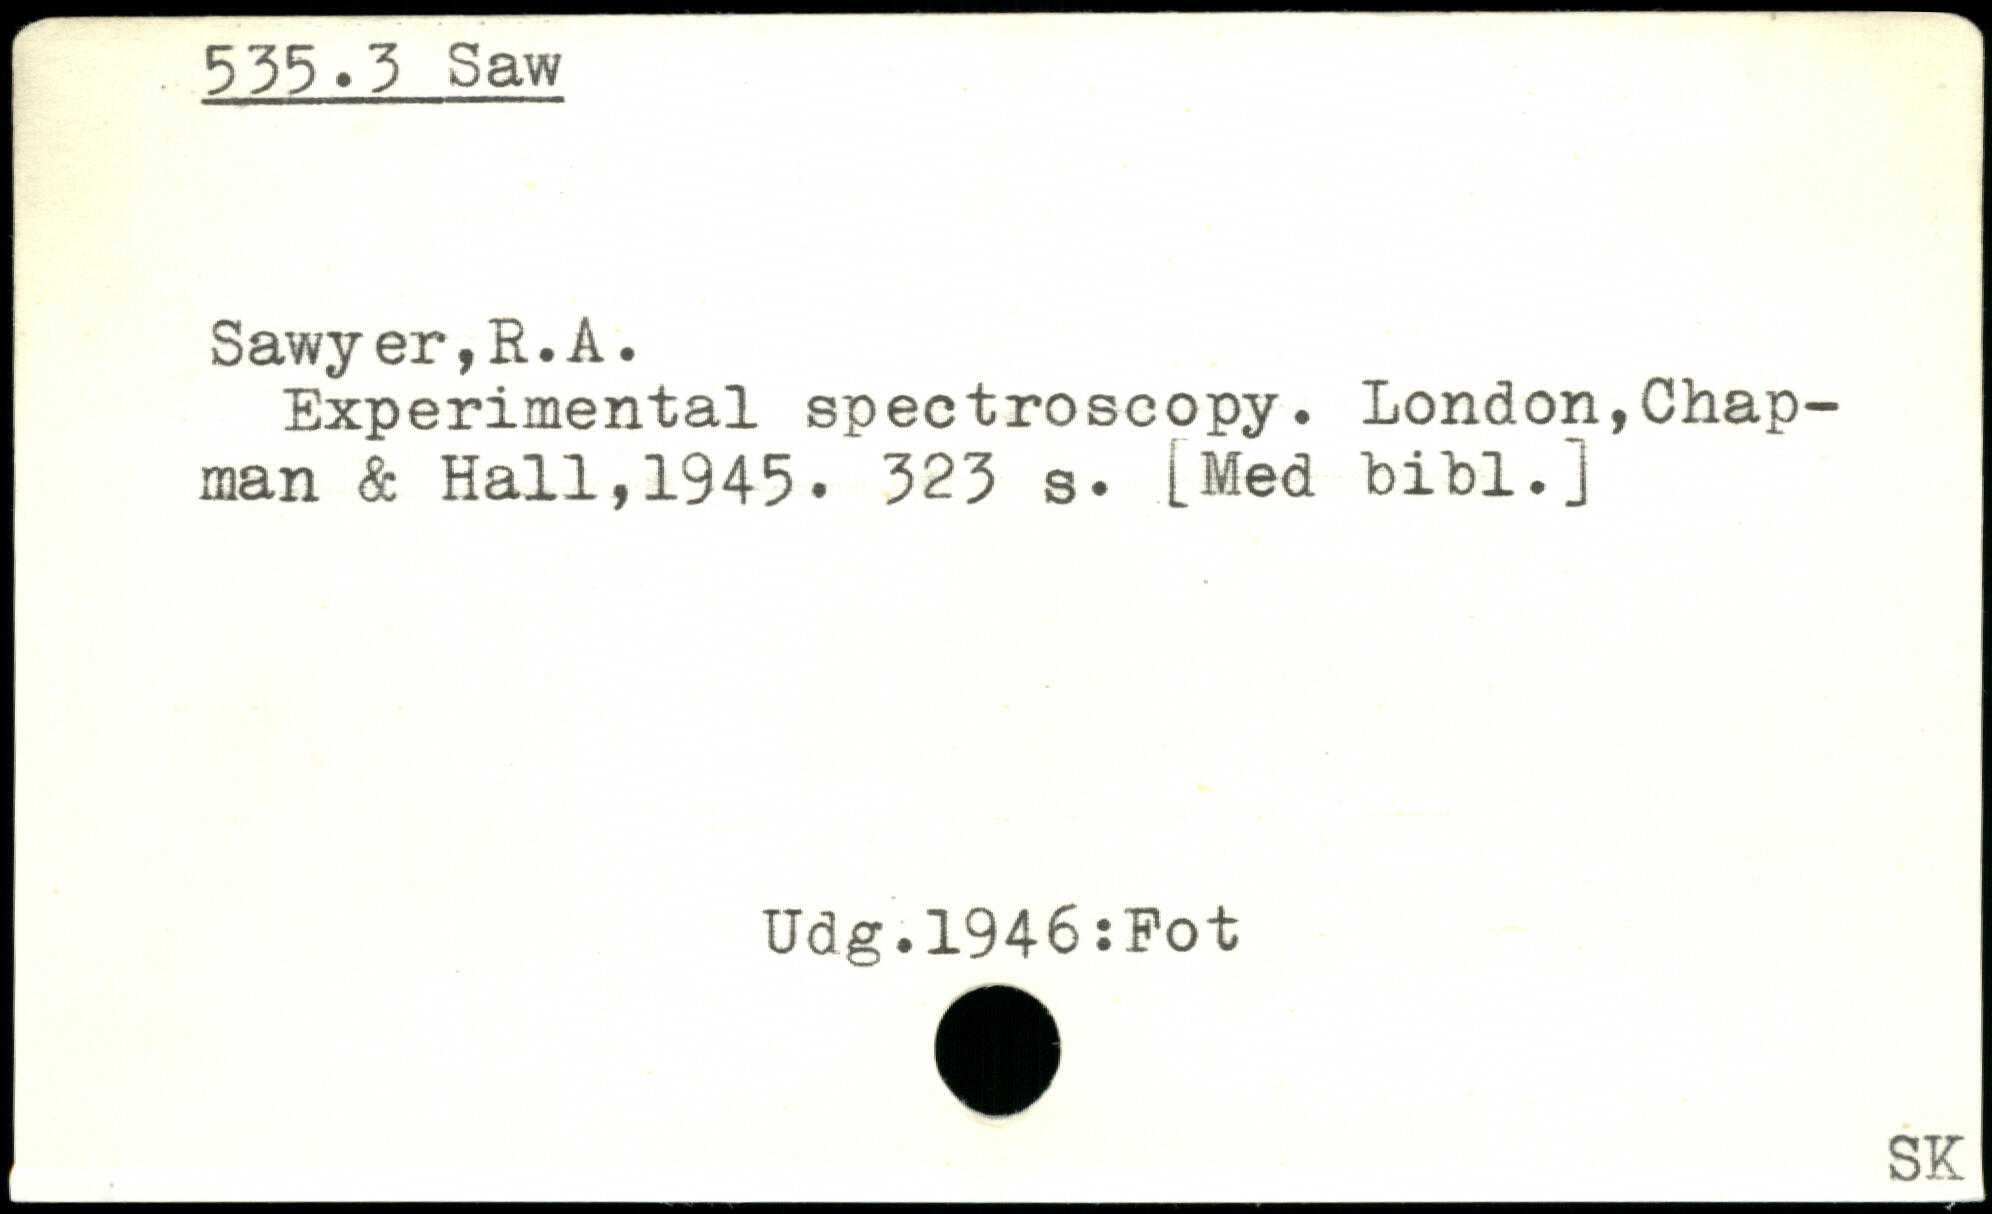 535.3 Saw
Sawyer,R.A.
Experimental spectroscopy. London,Chap-
man & Hall,1945. 323 s. [Med bibl.]
Udg.1946:Fot
SK